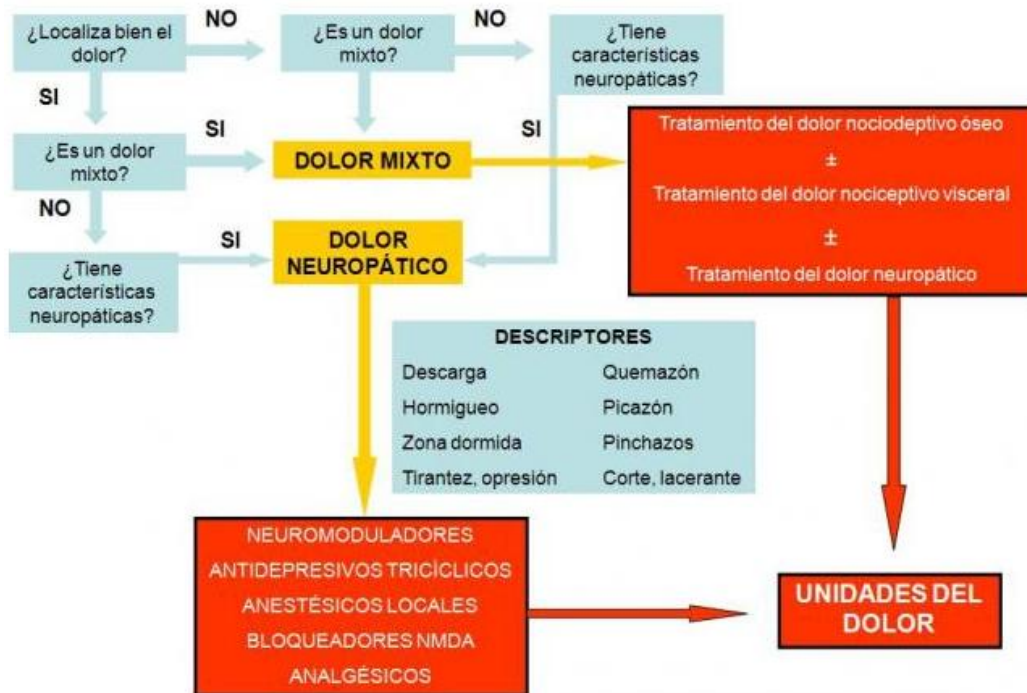 ¿Localiza bien el
dolor?
NO
¿Es un dolor
mixto?
NO
¿Tiene
características
neuropáticas?
SI
¿Es un dolor
mixto?
SI
DOLOR MIXTO
SI
Tratamiento del dolor nociodeptivo óseo
±
Tratamiento del dolor nociceptivo visceral
±
Tratamiento del dolor neuropático
NO
¿Tiene
características
neuropáticas?
SI
DOLOR
NEUROPÁTICO
DESCRIPTORES
Descarga Quemazón
Hormigueo Picazón
Zona dormida Pinchazos
Tirantez, opresión Corte, lacerante
NEUROMODULADORES
ANTIDEPRESIVOS TRICÍCLICOS
ANESTÉSICOS LOCALES
BLOQUEADORES NMDA
ANALGÉSICOS
UNIDADES DEL
DOLOR